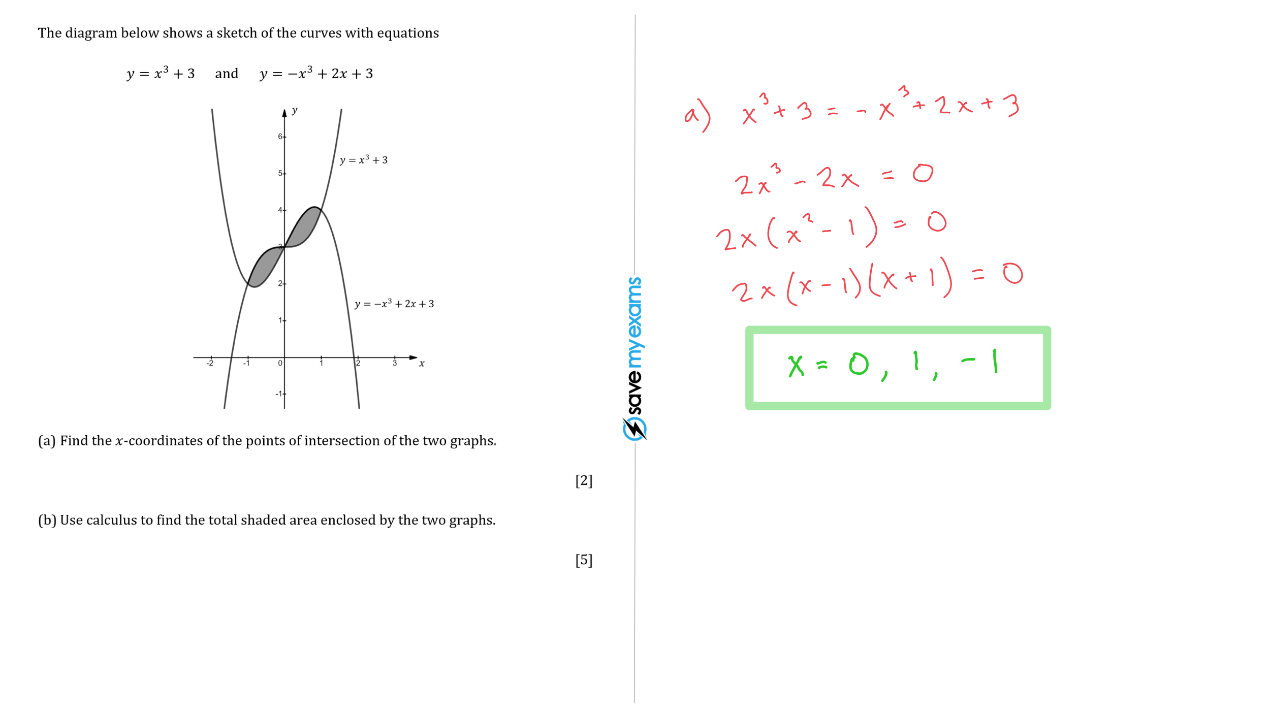 The diagram below shows a sketch of the curves with equations
y = x³ + 3 and y = −x³ + 2x + 3
y
6
y = x³ + 3
5
4
3
2
y = −x³ + 2x + 3
1
-2 -1 0 1 2 3 x
-1
(a) Find the x-coordinates of the points of intersection of the two graphs.
[2]
(b) Use calculus to find the total shaded area enclosed by the two graphs.
[5]
savemyexams
a) x³ + 3 = - x³ + 2x + 3
2x³ - 2x = 0
2x(x² - 1) = 0
2x(x - 1)(x + 1) = 0
x = 0, 1, -1